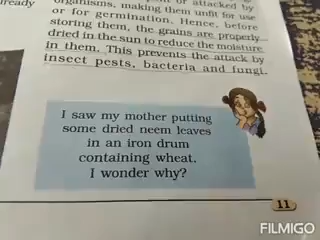 already
organisms, making them unfit for use
or for germination. Hence, before
storing them, the grains are properly
dried in the sun to reduce the moisture
in them. This prevents the attack by
insect pests, bacteria and fungi.
I saw my mother putting
some dried neem leaves
in an iron drum
containing wheat.
I wonder why?
11
FILMIGO